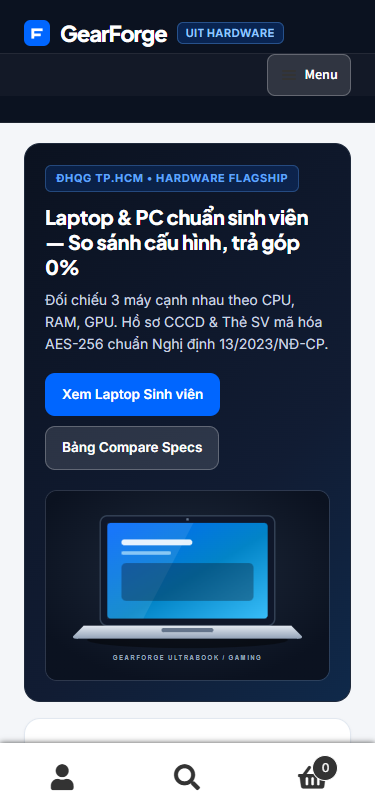 GearForge
UIT HARDWARE
Menu
ĐHQG TP.HCM • HARDWARE FLAGSHIP
Laptop & PC chuẩn sinh viên
— So sánh cấu hình, trả góp
0%
Đối chiếu 3 máy cạnh nhau theo CPU,
RAM, GPU. Hồ sơ CCCD & Thẻ SV mã hóa
AES-256 chuẩn Nghị định 13/2023/NĐ-CP.
Xem Laptop Sinh viên
Bảng Compare Specs
GEARFORGE ULTRABOOK / GAMING
0